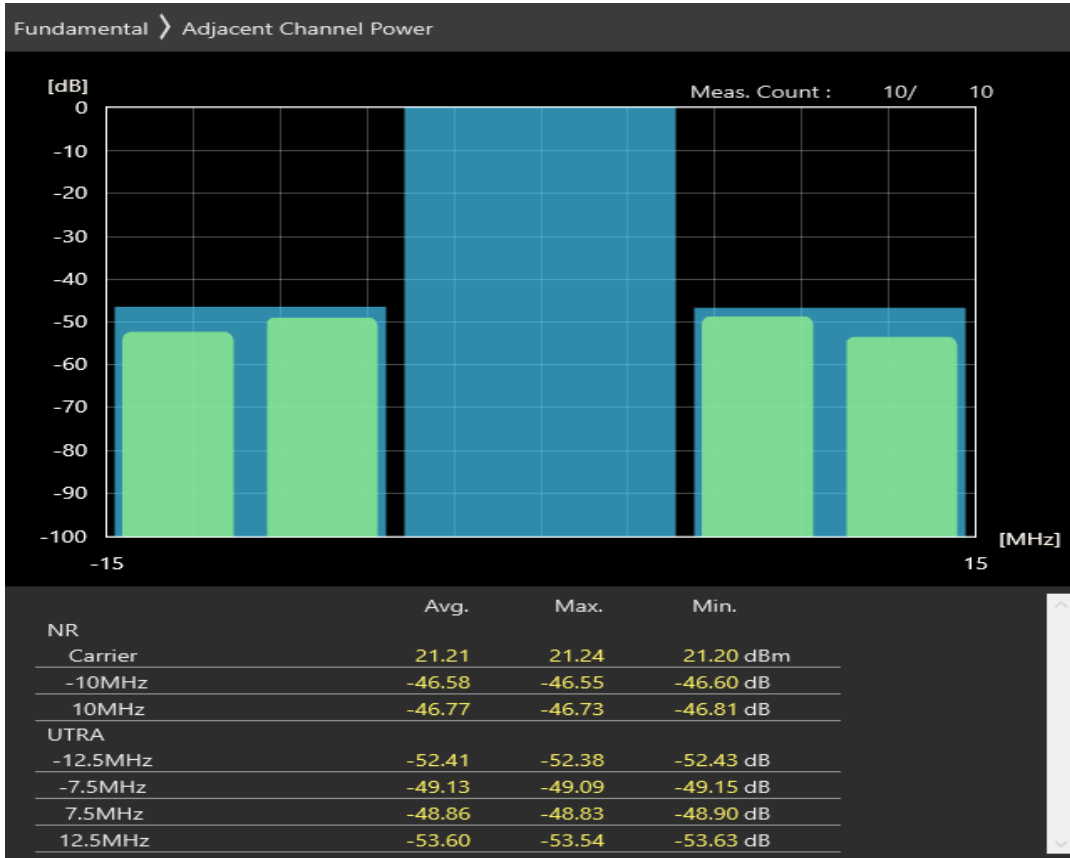 Fundamental ❭ Adjacent Channel Power
[dB]
Meas. Count : 10/ 10
0
-10
-20
-30
-40
-50
-60
-70
-80
-90
-100
[MHz]
-15 15
Avg. Max. Min.
NR
Carrier 21.21 21.24 21.20 dBm
-10MHz -46.58 -46.55 -46.60 dB
10MHz -46.77 -46.73 -46.81 dB
UTRA
-12.5MHz -52.41 -52.38 -52.43 dB
-7.5MHz -49.13 -49.09 -49.15 dB
7.5MHz -48.86 -48.83 -48.90 dB
12.5MHz -53.60 -53.54 -53.63 dB